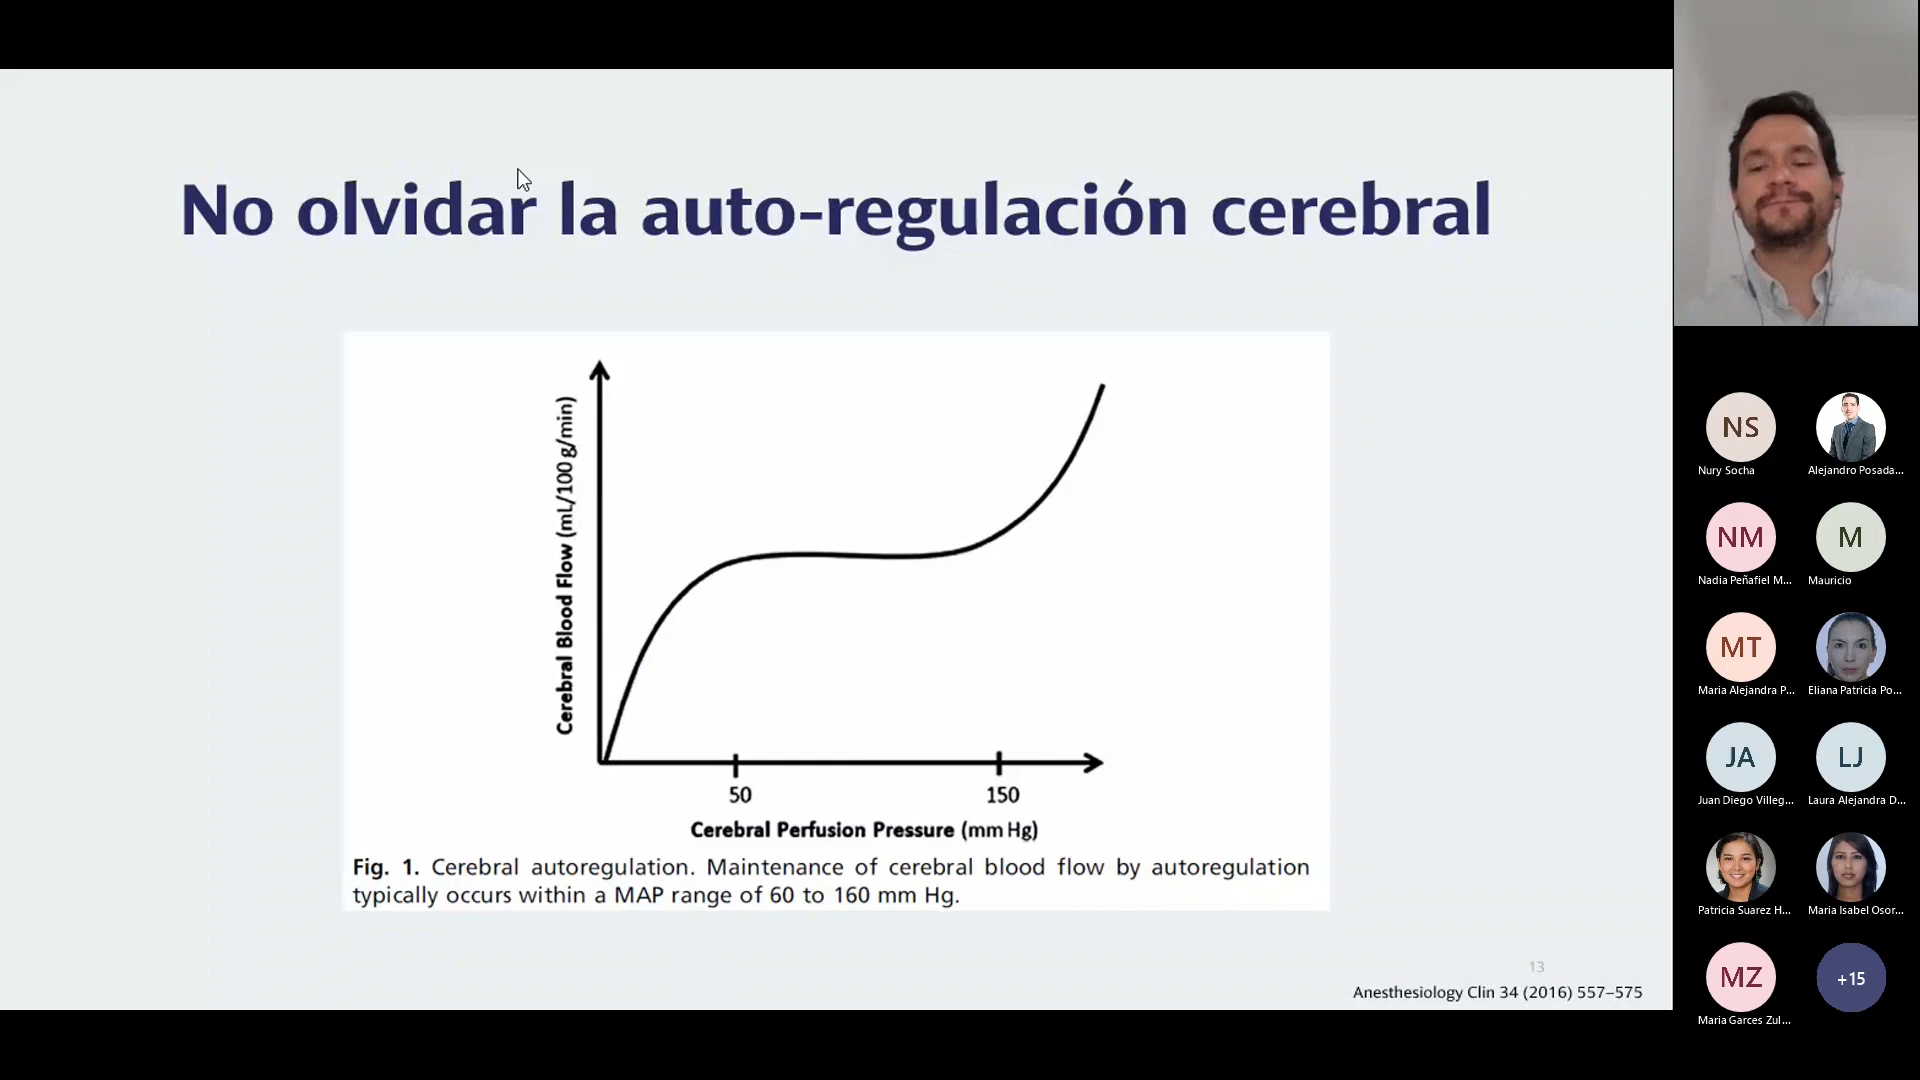 No olvidar la auto-regulación cerebral
Cerebral Blood Flow (mL/100 g/min)
50
150
Cerebral Perfusion Pressure (mm Hg)
Fig. 1. Cerebral autoregulation. Maintenance of cerebral blood flow by autoregulation
typically occurs within a MAP range of 60 to 160 mm Hg.
13
Anesthesiology Clin 34 (2016) 557–575
NS
Nury Socha
Alejandro Posada...
NM
Nadia Peñafiel M...
M
Mauricio
MT
Maria Alejandra P...
Eliana Patricia Po...
JA
Juan Diego Villeg...
LJ
Laura Alejandra D...
Patricia Suarez H...
Maria Isabel Osor...
MZ
Maria Garces Zul...
+15